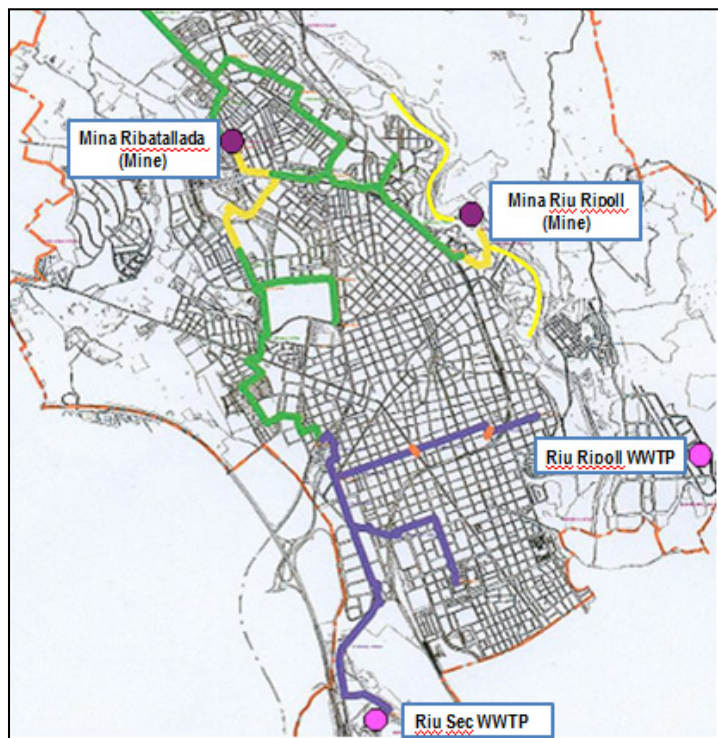 Mina Ribatallada
(Mine)
Mina Riu Ripoll
(Mine)
Riu Ripoll WWTP
Riu Sec WWTP